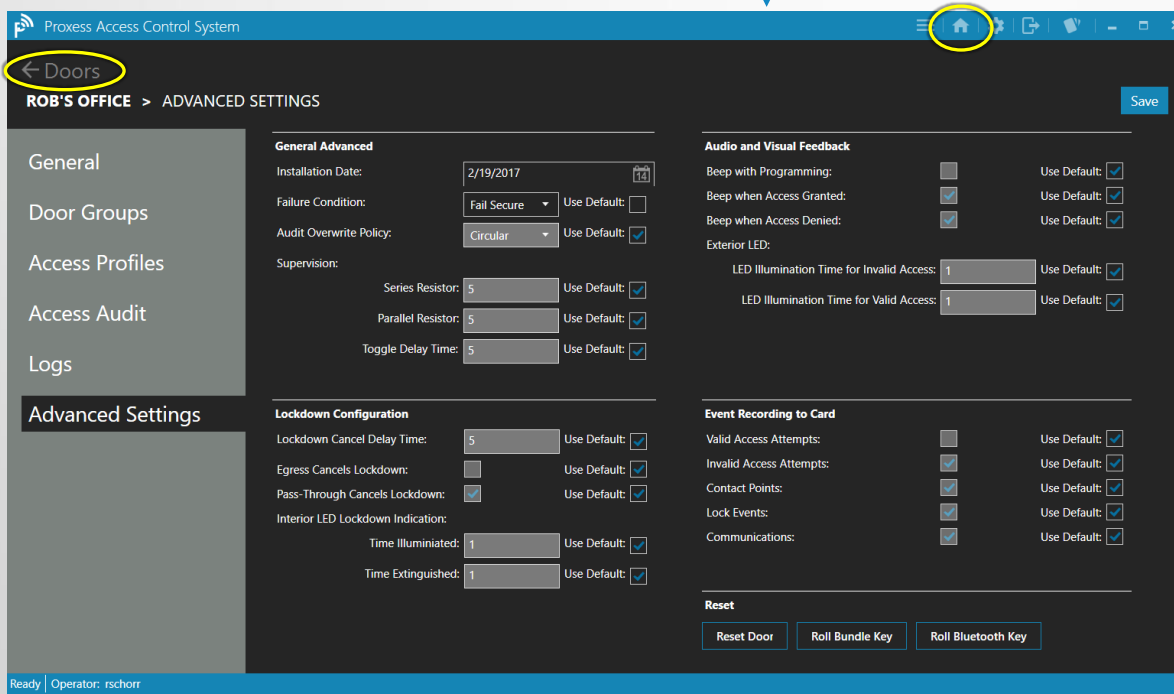 Proxess Access Control System
Doors
ROB'S OFFICE > ADVANCED SETTINGS
Save
General
Door Groups
Access Profiles
Access Audit
Logs
Advanced Settings
General Advanced
Installation Date: 2/19/2017 14
Failure Condition: Fail Secure Use Default:
Audit Overwrite Policy: Circular Use Default:
Supervision:
Series Resistor: 5 Use Default:
Parallel Resistor: 5 Use Default:
Toggle Delay Time: 5 Use Default:
Audio and Visual Feedback
Beep with Programming: Use Default:
Beep when Access Granted: Use Default:
Beep when Access Denied: Use Default:
Exterior LED:
LED Illumination Time for Invalid Access: 1 Use Default:
LED Illumination Time for Valid Access: 1 Use Default:
Lockdown Configuration
Lockdown Cancel Delay Time: 5 Use Default:
Egress Cancels Lockdown: Use Default:
Pass-Through Cancels Lockdown: Use Default:
Interior LED Lockdown Indication:
Time Illuminiated: 1 Use Default:
Time Extinguished: 1 Use Default:
Event Recording to Card
Valid Access Attempts: Use Default:
Invalid Access Attempts: Use Default:
Contact Points: Use Default:
Lock Events: Use Default:
Communications: Use Default:
Reset
Reset Door Roll Bundle Key Roll Bluetooth Key
Ready Operator: rschorr